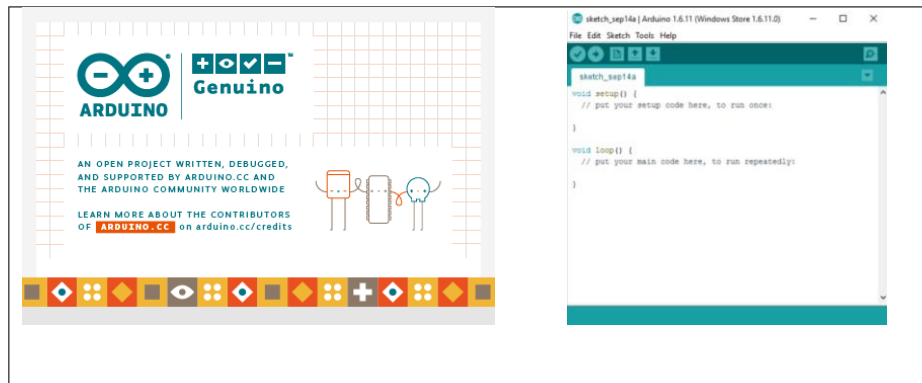 ARDUINO
Genuino
AN OPEN PROJECT WRITTEN, DEBUGGED,
AND SUPPORTED BY ARDUINO.CC AND
THE ARDUINO COMMUNITY WORLDWIDE
LEARN MORE ABOUT THE CONTRIBUTORS
OF ARDUINO.CC on arduino.cc/credits
sketch_sep14a | Arduino 1.6.11 (Windows Store 1.6.11.0)
File Edit Sketch Tools Help
sketch_sep14a
void setup() {
// put your setup code here, to run once:
}
void loop() {
// put your main code here, to run repeatedly:
}